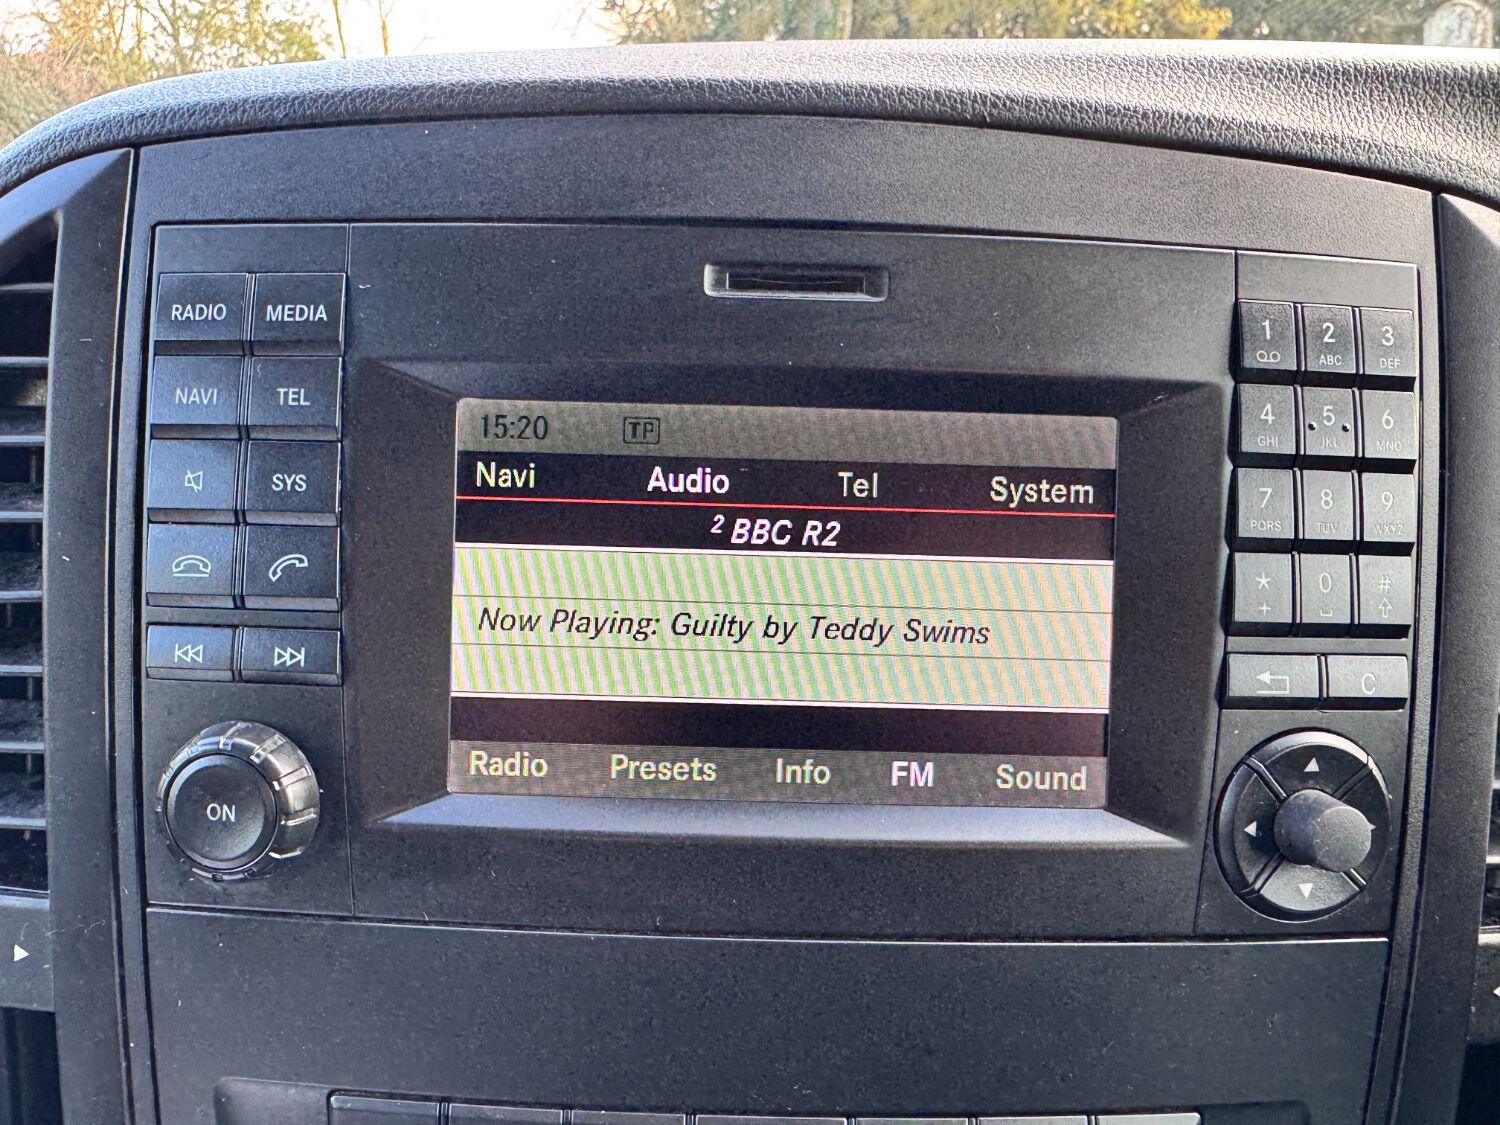 RADIO MEDIA
NAVI TEL
SYS
ON
15:20 TP
Navi Audio Tel System
2 BBC R2
Now Playing: Guilty by Teddy Swims
Radio Presets Info FM Sound
1 2 3
ABC DEF
4 5 6
GHI JKL MNO
7 8 9
PQRS TUV WXYZ
* 0 #
+
C